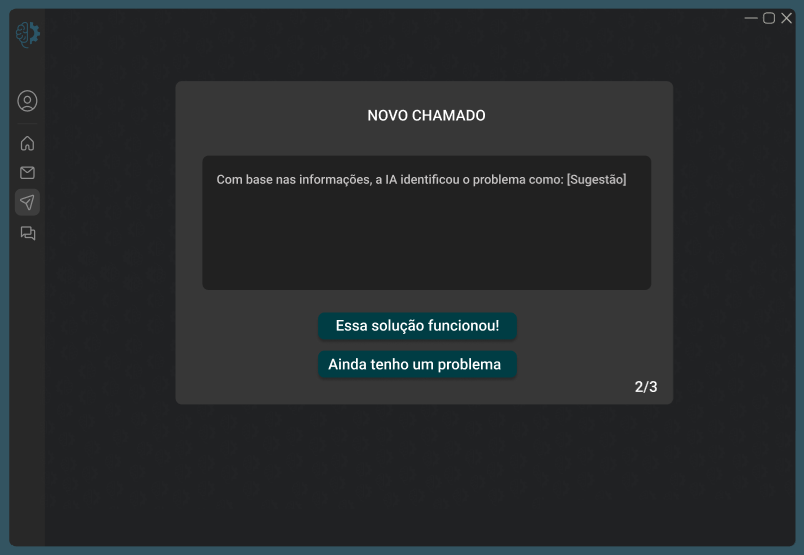 NOVO CHAMADO
Com base nas informações, a IA identificou o problema como: [Sugestão]
Essa solução funcionou!
Ainda tenho um problema
2/3